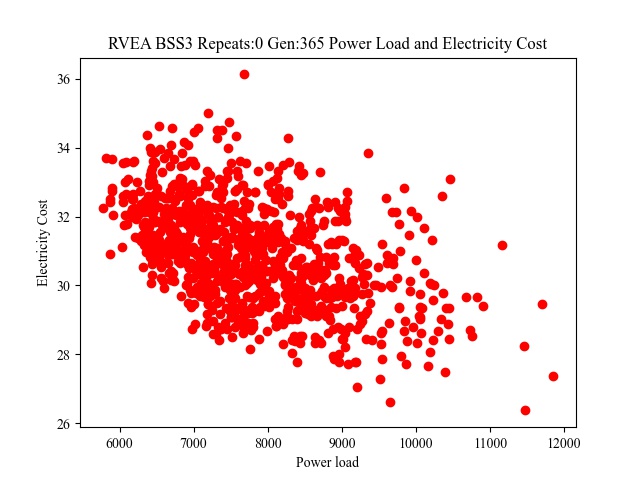 RVEA BSS3 Repeats:0 Gen:365 Power Load and Electricity Cost
36
34
32
30
28
26
Electricity Cost
6000 7000 8000 9000 10000 11000 12000
Power load